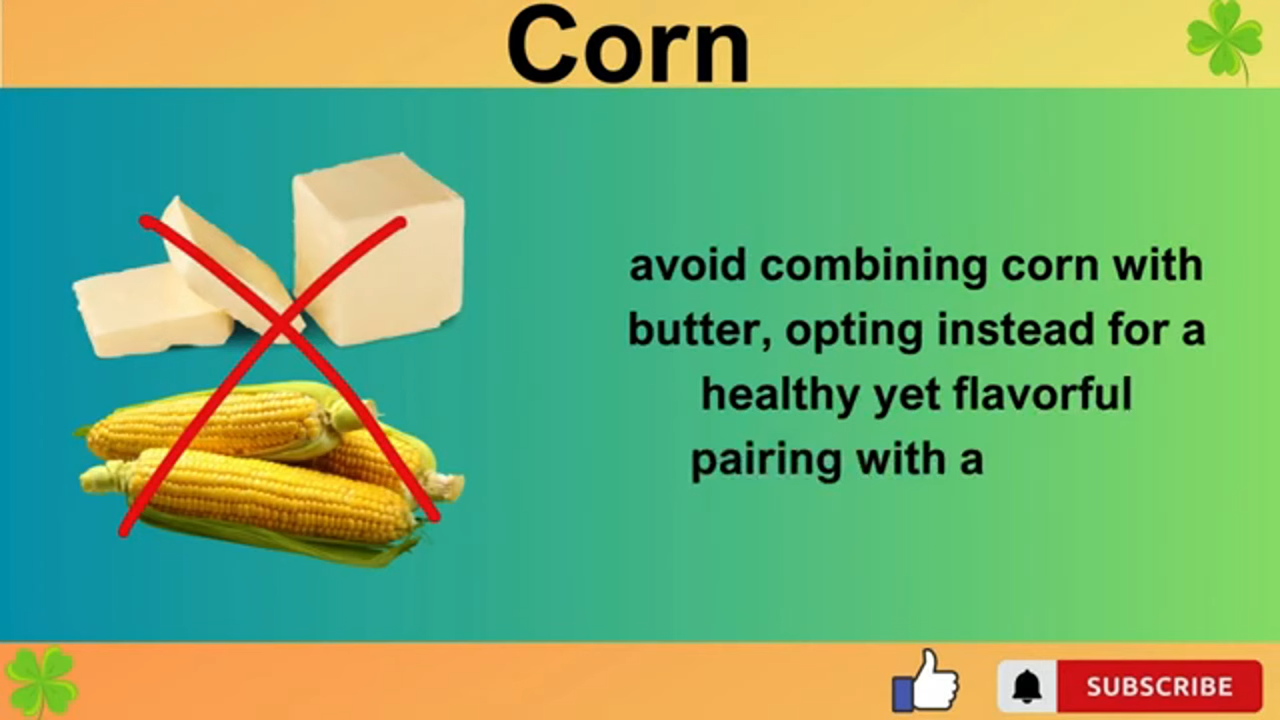 Corn
avoid combining corn with
butter, opting instead for a
healthy yet flavorful
pairing with a
SUBSCRIBE